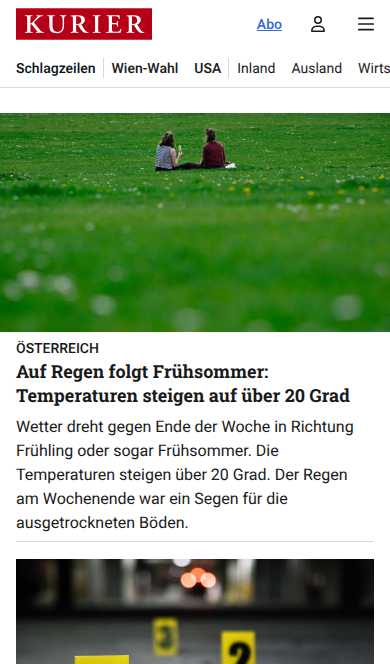 KURIER
Abo
Schlagzeilen Wien-Wahl USA Inland Ausland Wirts
ÖSTERREICH
Auf Regen folgt Frühsommer:
Temperaturen steigen auf über 20 Grad
Wetter dreht gegen Ende der Woche in Richtung
Frühling oder sogar Frühsommer. Die
Temperaturen steigen über 20 Grad. Der Regen
am Wochenende war ein Segen für die
ausgetrockneten Böden.
3
2